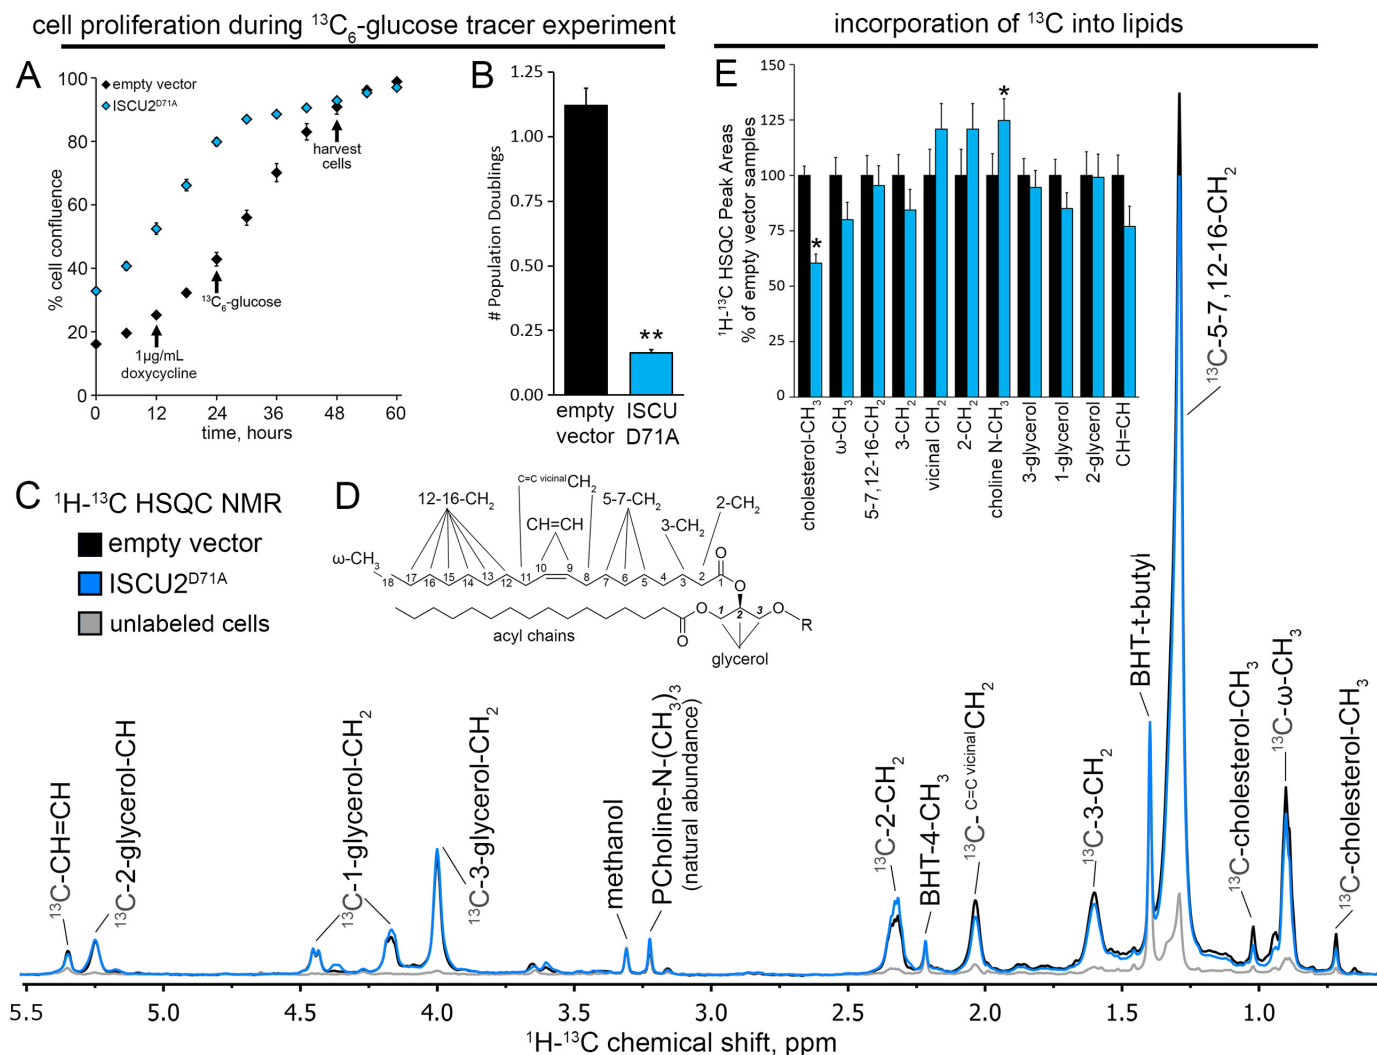 cell proliferation during ¹³C₆-glucose tracer experiment
incorporation of ¹³C into lipids
A
% cell confluence
100
80
60
40
20
0
empty vector
ISCU2ᴰ⁷¹ᴬ
harvest
cells
¹³C₆-glucose
1µg/mL
doxycycline
0 12 24 36 48 60
time, hours
B
# Population Doublings
1.25
1.00
0.75
0.50
0.25
0.00
**
empty
vector
ISCU
D71A
E
¹H-¹³C HSQC Peak Areas
% of empty vector samples
150
125
100
75
50
25
0
*
*
cholesterol-CH₃
ω-CH₃
5-7,12-16-CH₂
3-CH₂
vicinal CH₂
2-CH₂
choline N-CH₃
3-glycerol
1-glycerol
2-glycerol
CH=CH
C
¹H-¹³C HSQC NMR
empty vector
ISCU2ᴰ⁷¹ᴬ
unlabeled cells
D
12-16-CH₂
C=C vicinalCH₂
5-7-CH₂
2-CH₂
CH=CH
3-CH₂
ω-CH₃
18 17 16 15 14 13 12 11 10 9 8 7 6 5 4 3 2 1
O
O
O
O
O
R
1 2 3
acyl chains
glycerol
¹³C-CH=CH
¹³C-2-glycerol-CH
¹³C-1-glycerol-CH₂
¹³C-3-glycerol-CH₂
methanol
PCholine-N-(CH₃)₃
(natural abundance)
¹³C-2-CH₂
BHT-4-CH₃
¹³C-C=C vicinalCH₂
¹³C-3-CH₂
BHT-t-butyl
¹³C-5-7,12-16-CH₂
¹³C-cholesterol-CH₃
¹³C-ω-CH₃
¹³C-cholesterol-CH₃
5.5 5.0 4.5 4.0 3.5 3.0 2.5 2.0 1.5 1.0
¹H-¹³C chemical shift, ppm